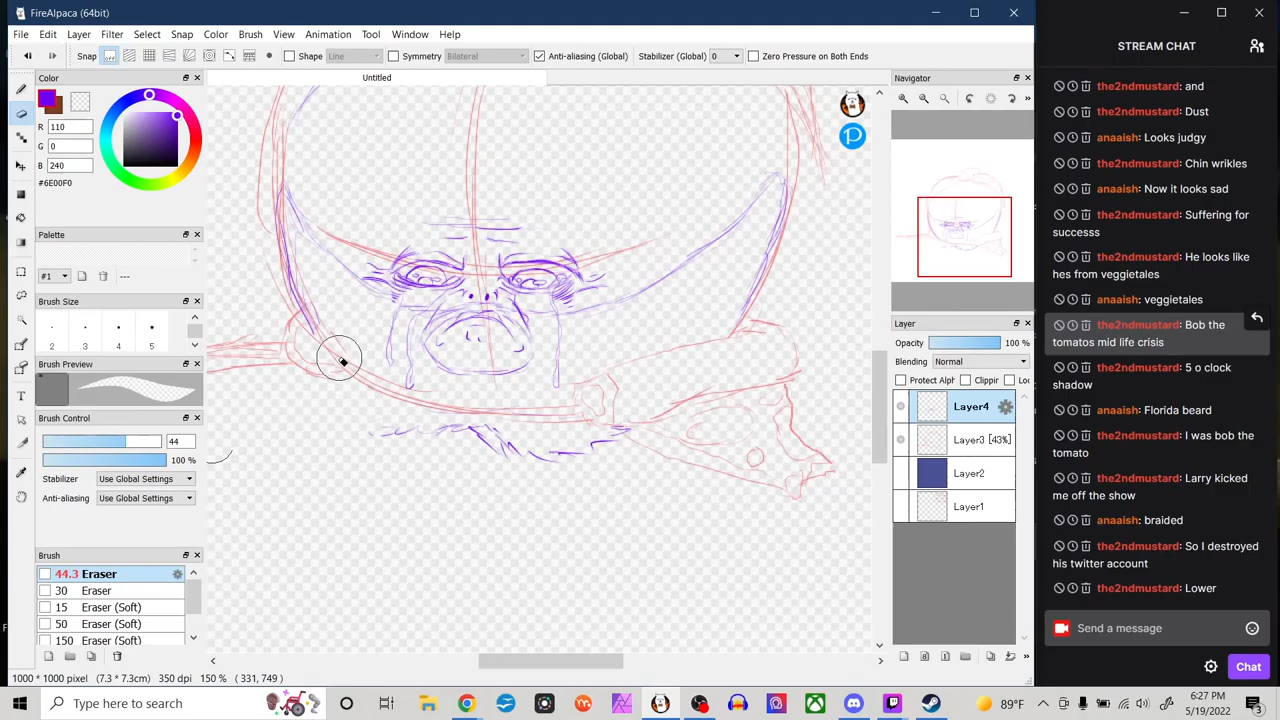 FireAlpaca (64bit)
File Edit Layer Filter Select Snap Color Brush View Animation Tool Window Help
Snap Shape Line Symmetry Bilateral Anti-aliasing (Global) Stabilizer (Global) 0 Zero Pressure on Both Ends
Color
R 110
G 0
B 240
#6E00F0
Palette
#1 ---
Brush Size
2 3 4 5
Brush Preview
Brush Control
44
100 %
Stabilizer Use Global Settings
Anti-aliasing Use Global Settings
Brush
44.3 Eraser
30 Eraser
15 Eraser (Soft)
50 Eraser (Soft)
150 Eraser (Soft)
1000 * 1000 pixel (7.3 * 7.3cm) 350 dpi 150 % (331, 749)
Untitled
Navigator
Layer
Opacity 100 %
Blending Normal
Protect Alph Clippin Loc
Layer4
Layer3 [43%]
Layer2
Layer1
STREAM CHAT
the2ndmustard: and
the2ndmustard: Dust
anaaish: Looks judgy
the2ndmustard: Chin wrikles
anaaish: Now it looks sad
the2ndmustard: Suffering for
successs
the2ndmustard: He looks like
hes from veggietales
anaaish: veggietales
the2ndmustard: Bob the
tomatos mid life crisis
the2ndmustard: 5 o clock
shadow
anaaish: Florida beard
the2ndmustard: I was bob the
tomato
the2ndmustard: Larry kicked
me off the show
anaaish: braided
the2ndmustard: So I destroyed
his twitter account
the2ndmustard: Lower
Send a message
Chat
Type here to search
89°F
6:27 PM
5/19/2022
3